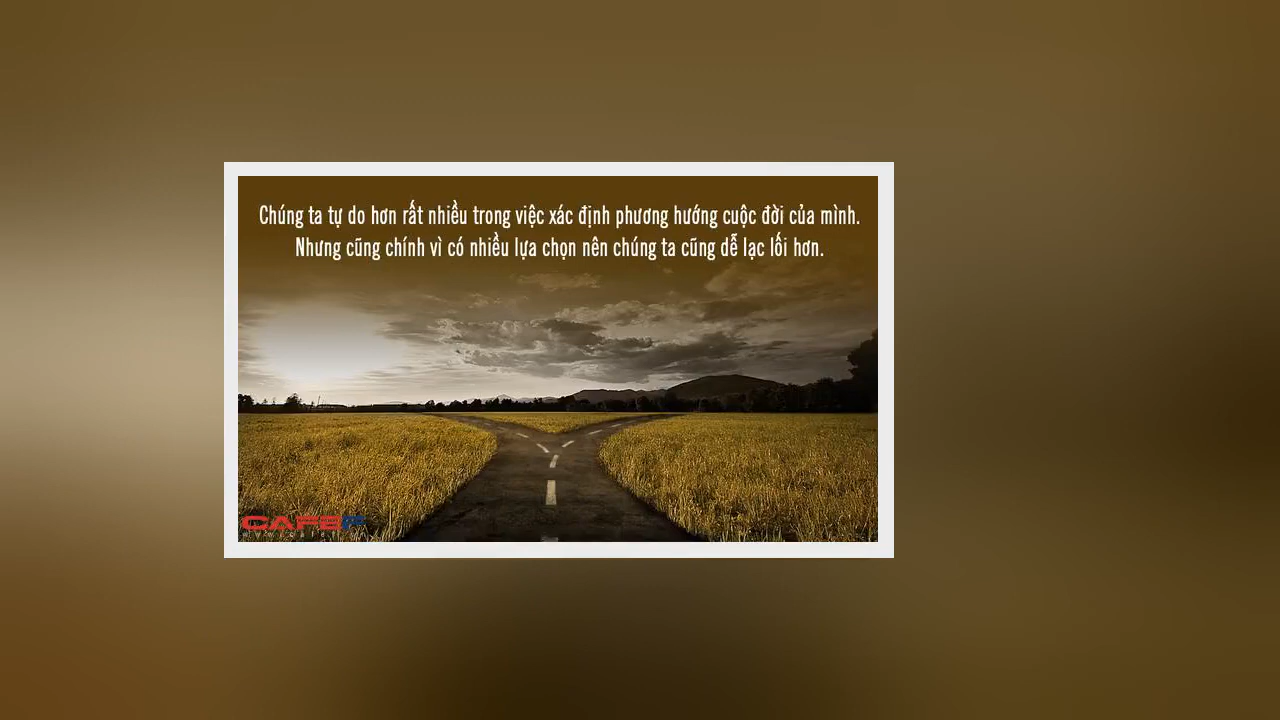 Chúng ta tự do hơn rất nhiều trong việc xác định phương hướng cuộc đời của mình.
Nhưng cũng chính vì có nhiều lựa chọn nên chúng ta cũng dễ lạc lối hơn.
CAFEF